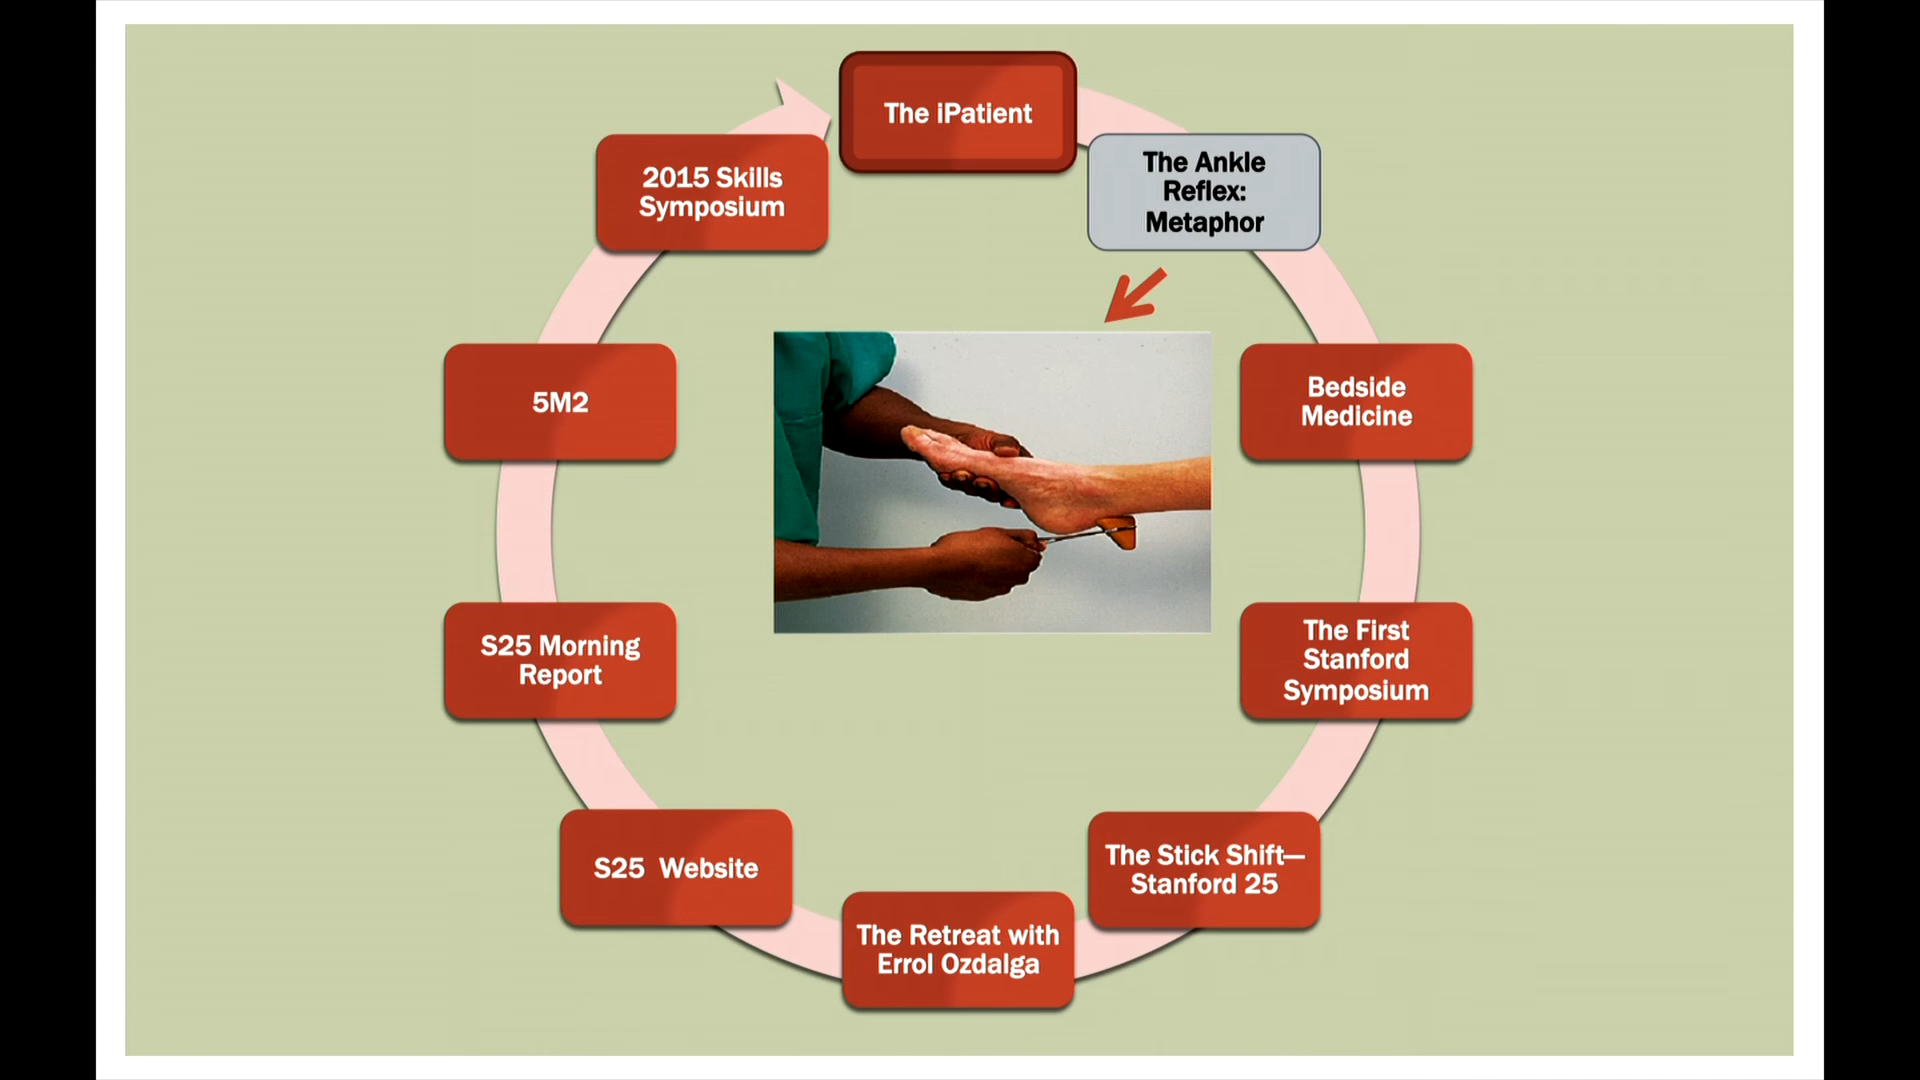 The iPatient
The Ankle
Reflex:
Metaphor
Bedside
Medicine
The First
Stanford
Symposium
The Stick Shift—
Stanford 25
The Retreat with
Errol Ozdalga
S25  Website
S25 Morning
Report
5M2
2015 Skills
Symposium